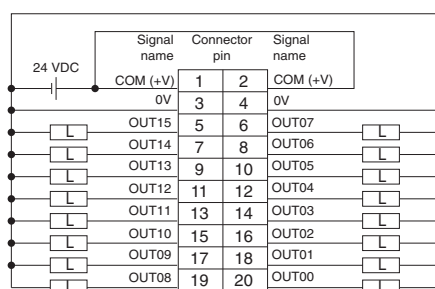 Signal name Connector pin Signal name
24 VDC
COM (+V) 1 2 COM (+V)
0V 3 4 0V
L OUT15 5 6 OUT07 L
L OUT14 7 8 OUT06 L
L OUT13 9 10 OUT05 L
L OUT12 11 12 OUT04 L
L OUT11 13 14 OUT03 L
L OUT10 15 16 OUT02 L
L OUT09 17 18 OUT01 L
L OUT08 19 20 OUT00 L